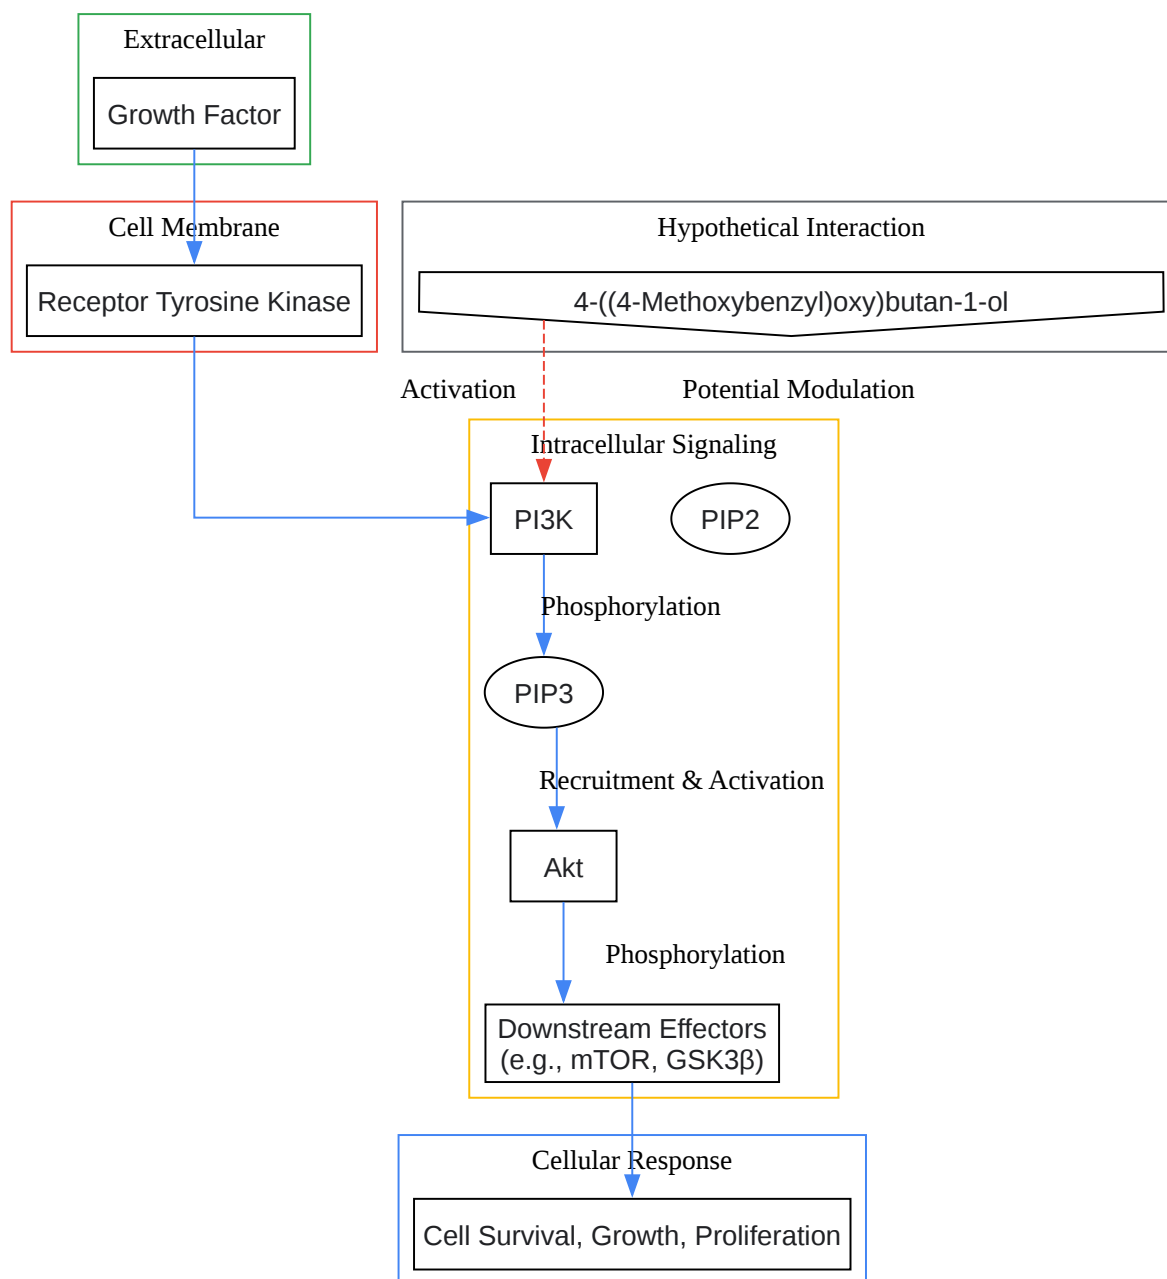 Extracellular
Growth Factor
Cell Membrane
Receptor Tyrosine Kinase
Hypothetical Interaction
4-((4-Methoxybenzyl)oxy)butan-1-ol
Activation
Potential Modulation
Intracellular Signaling
PI3K
PIP2
Phosphorylation
PIP3
Recruitment & Activation
Akt
Phosphorylation
Downstream Effectors
(e.g., mTOR, GSK3β)
Cellular Response
Cell Survival, Growth, Proliferation